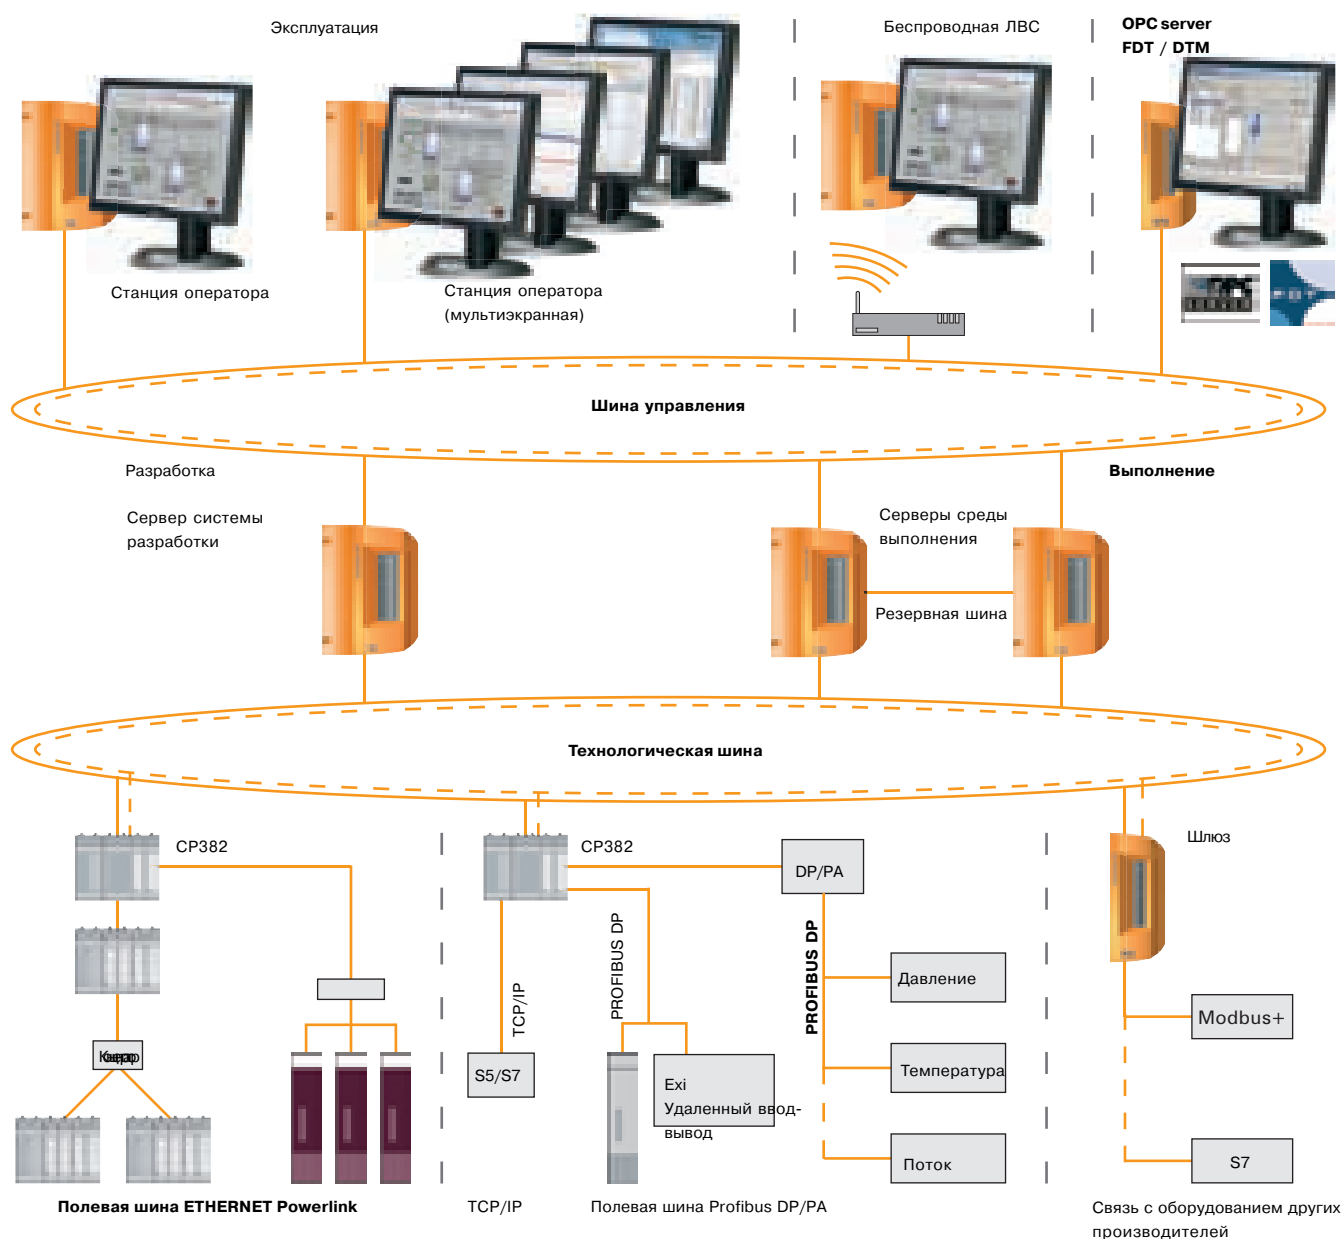 Эксплуатация
Беспроводная ЛВС
OPC server
FDT / DTM
Станция оператора
Станция оператора
(мультиэкранная)
Шина управления
Разработка
Выполнение
Сервер системы
разработки
Серверы среды
выполнения
Резервная шина
Технологическая шина
CP382
CP382
DP/PA
Шлюз
PROFIBUS DP
TCP/IP
PROFIBUS DP
Давление
Modbus+
S5/S7
Exi
Удаленный ввод-
вывод
Температура
Поток
S7
Полевая шина ETHERNET Powerlink
TCP/IP
Полевая шина Profibus DP/PA
Связь с оборудованием других
производителей